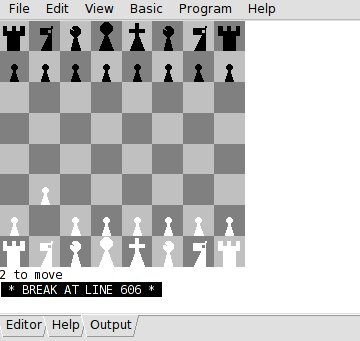 File Edit View Basic Program Help
2 to move
* BREAK AT LINE 606 *
Editor Help Output